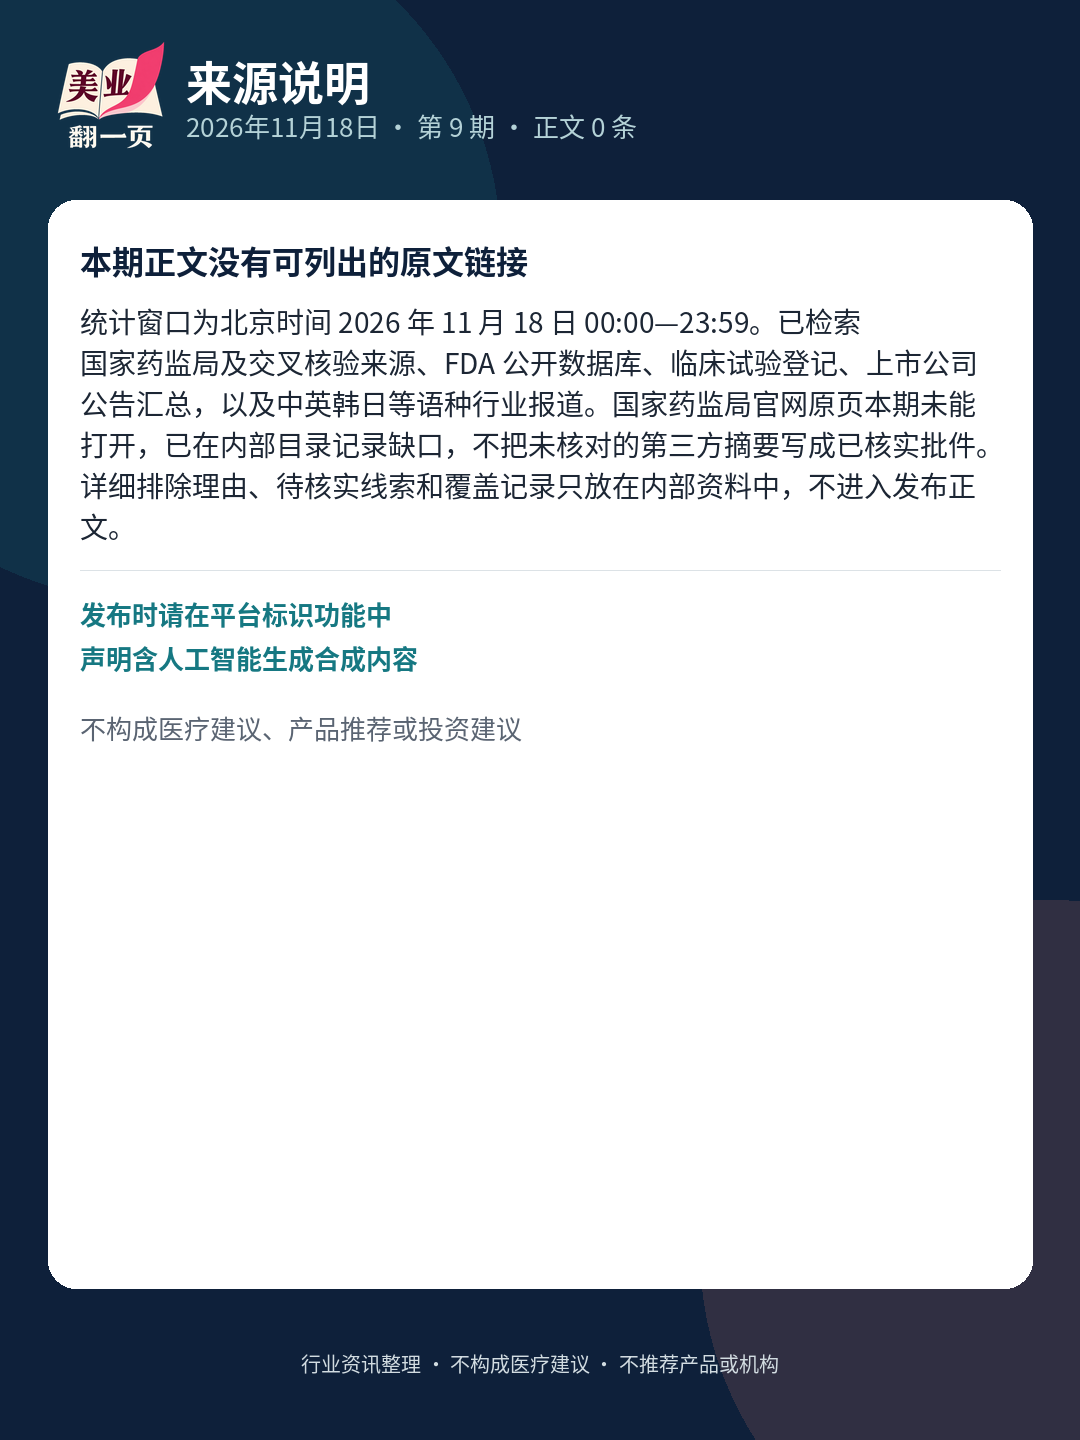 美业
翻一页
来源说明
2026年11月18日 · 第 9 期 · 正文 0 条
本期正文没有可列出的原文链接
统计窗口为北京时间 2026 年 11 月 18 日 00:00—23:59。已检索
国家药监局及交叉核验来源、FDA 公开数据库、临床试验登记、上市公司
公告汇总，以及中英韩日等语种行业报道。国家药监局官网原页本期未能
打开，已在内部目录记录缺口，不把未核对的第三方摘要写成已核实批件。
详细排除理由、待核实线索和覆盖记录只放在内部资料中，不进入发布正
文。
发布时请在平台标识功能中
声明含人工智能生成合成内容
不构成医疗建议、产品推荐或投资建议
行业资讯整理 · 不构成医疗建议 · 不推荐产品或机构